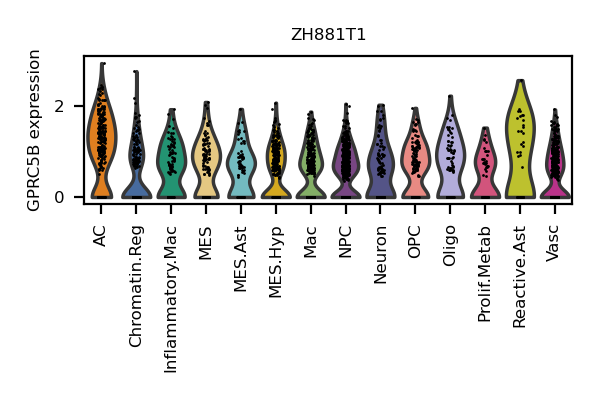 ZH881T1
GPRC5B expression
2
0
AC
Chromatin.Reg
Inflammatory.Mac
MES
MES.Ast
MES.Hyp
Mac
NPC
Neuron
OPC
Oligo
Prolif.Metab
Reactive.Ast
Vasc